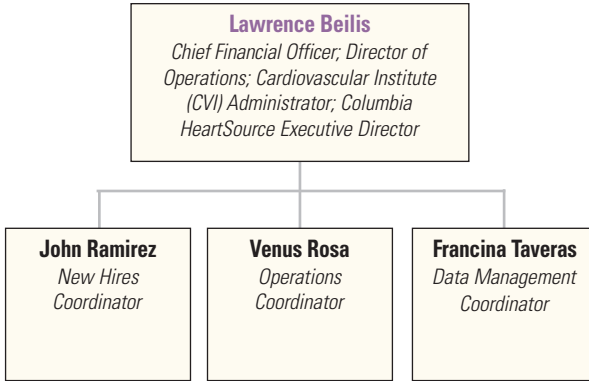 Lawrence Beilis
Chief Financial Officer; Director of
Operations; Cardiovascular Institute
(CVI) Administrator; Columbia
HeartSource Executive Director
John Ramirez
New Hires
Coordinator
Venus Rosa
Operations
Coordinator
Francina Taveras
Data Management
Coordinator